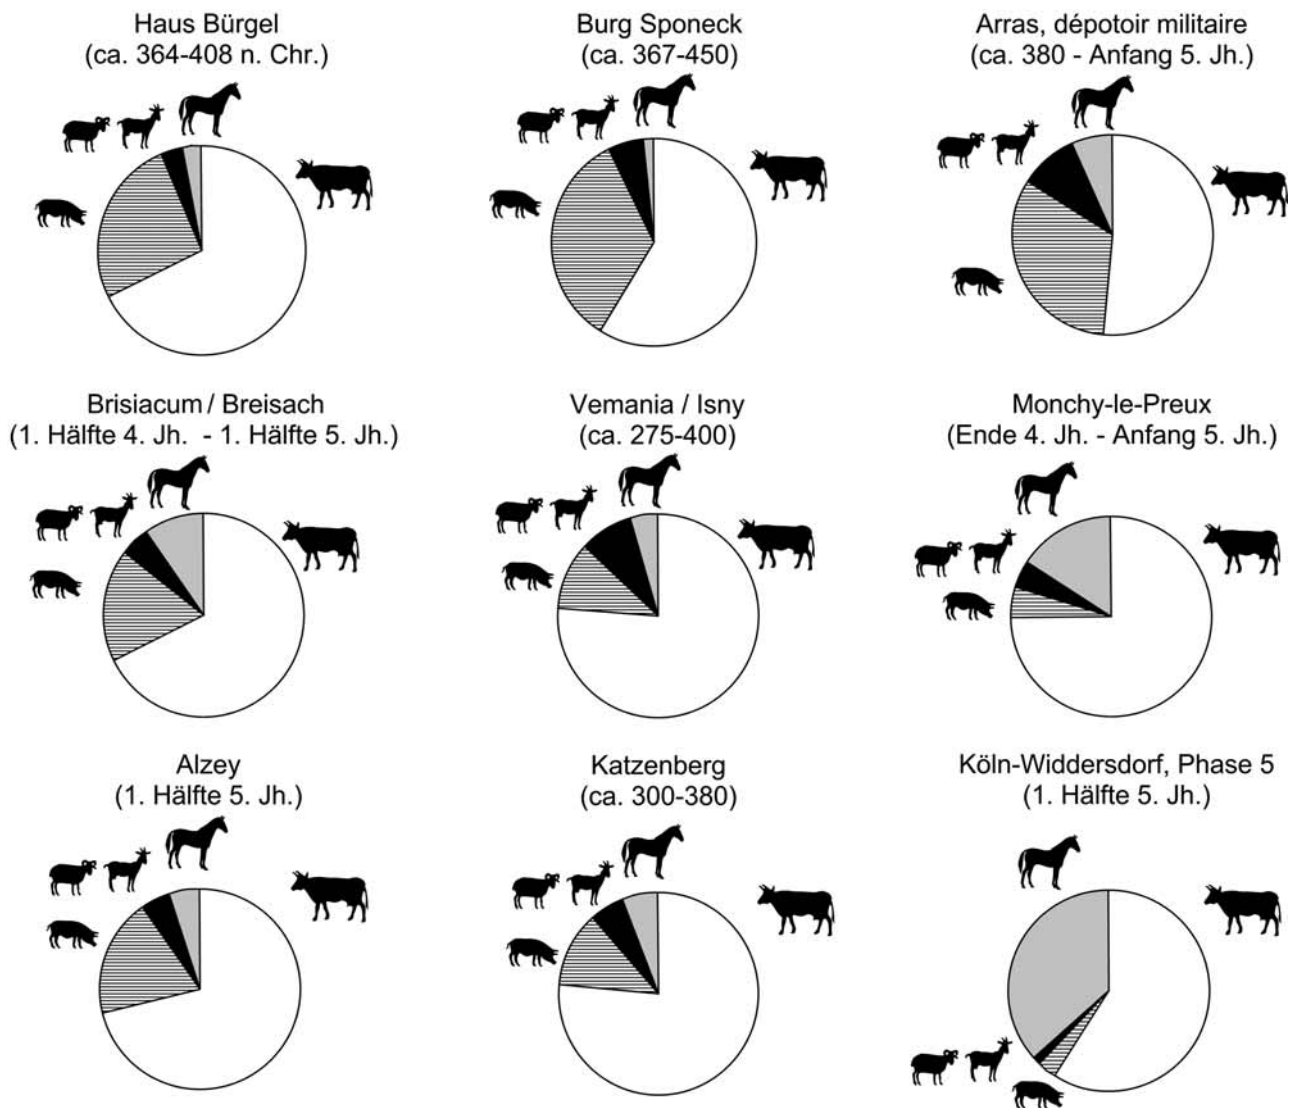 Haus Bürgel
(ca. 364-408 n. Chr.)
Burg Sponeck
(ca. 367-450)
Arras, dépotoir militaire
(ca. 380 - Anfang 5. Jh.)
Brisiacum / Breisach
(1. Hälfte 4. Jh. - 1. Hälfte 5. Jh.)
Vemania / Isny
(ca. 275-400)
Monchy-le-Preux
(Ende 4. Jh. - Anfang 5. Jh.)
Alzey
(1. Hälfte 5. Jh.)
Katzenberg
(ca. 300-380)
Köln-Widdersdorf, Phase 5
(1. Hälfte 5. Jh.)